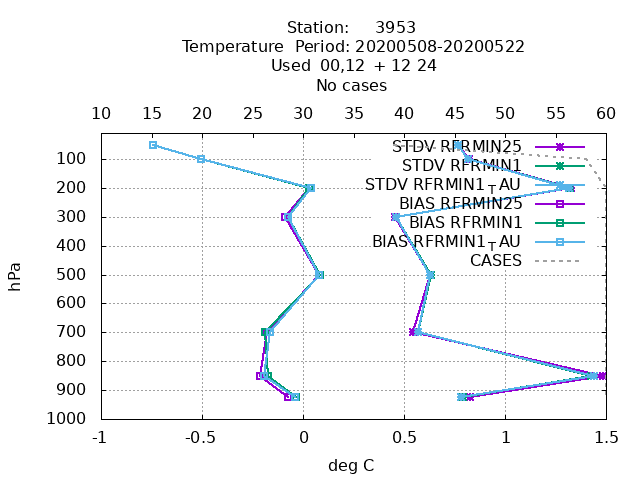 Station: 3953
Temperature Period: 20200508-20200522
Used 00,12 + 12 24
No cases
10 15 20 25 30 35 40 45 50 55 60
STDV RFRMIN25
100
STDV RFRMIN1
STDV RFRMIN1TAU
200
BIAS RFRMIN25
300
BIAS RFRMIN1
BIAS RFRMIN1TAU
400
CASES
500
600
700
800
900
1000
hPa
-1 -0.5 0 0.5 1 1.5
deg C